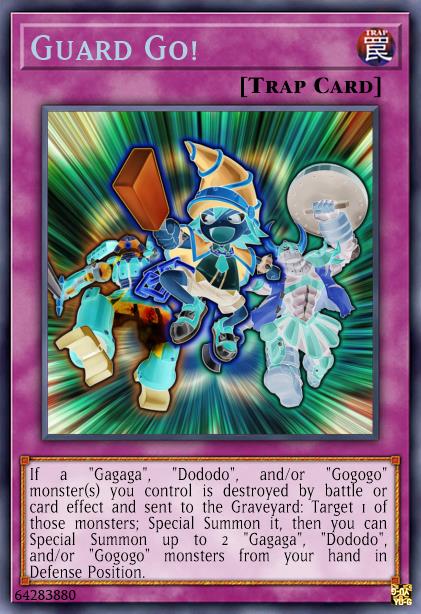 GUARD GO!
TRAP
罠
[TRAP CARD]
If a "Gagaga", "Dododo", and/or "Gogogo"
monster(s) you control is destroyed by battle or
card effect and sent to the Graveyard: Target 1 of
those monsters; Special Summon it, then you can
Special Summon up to 2 "Gagaga", "Dododo",
and/or "Gogogo" monsters from your hand in
Defense Position.
64283880